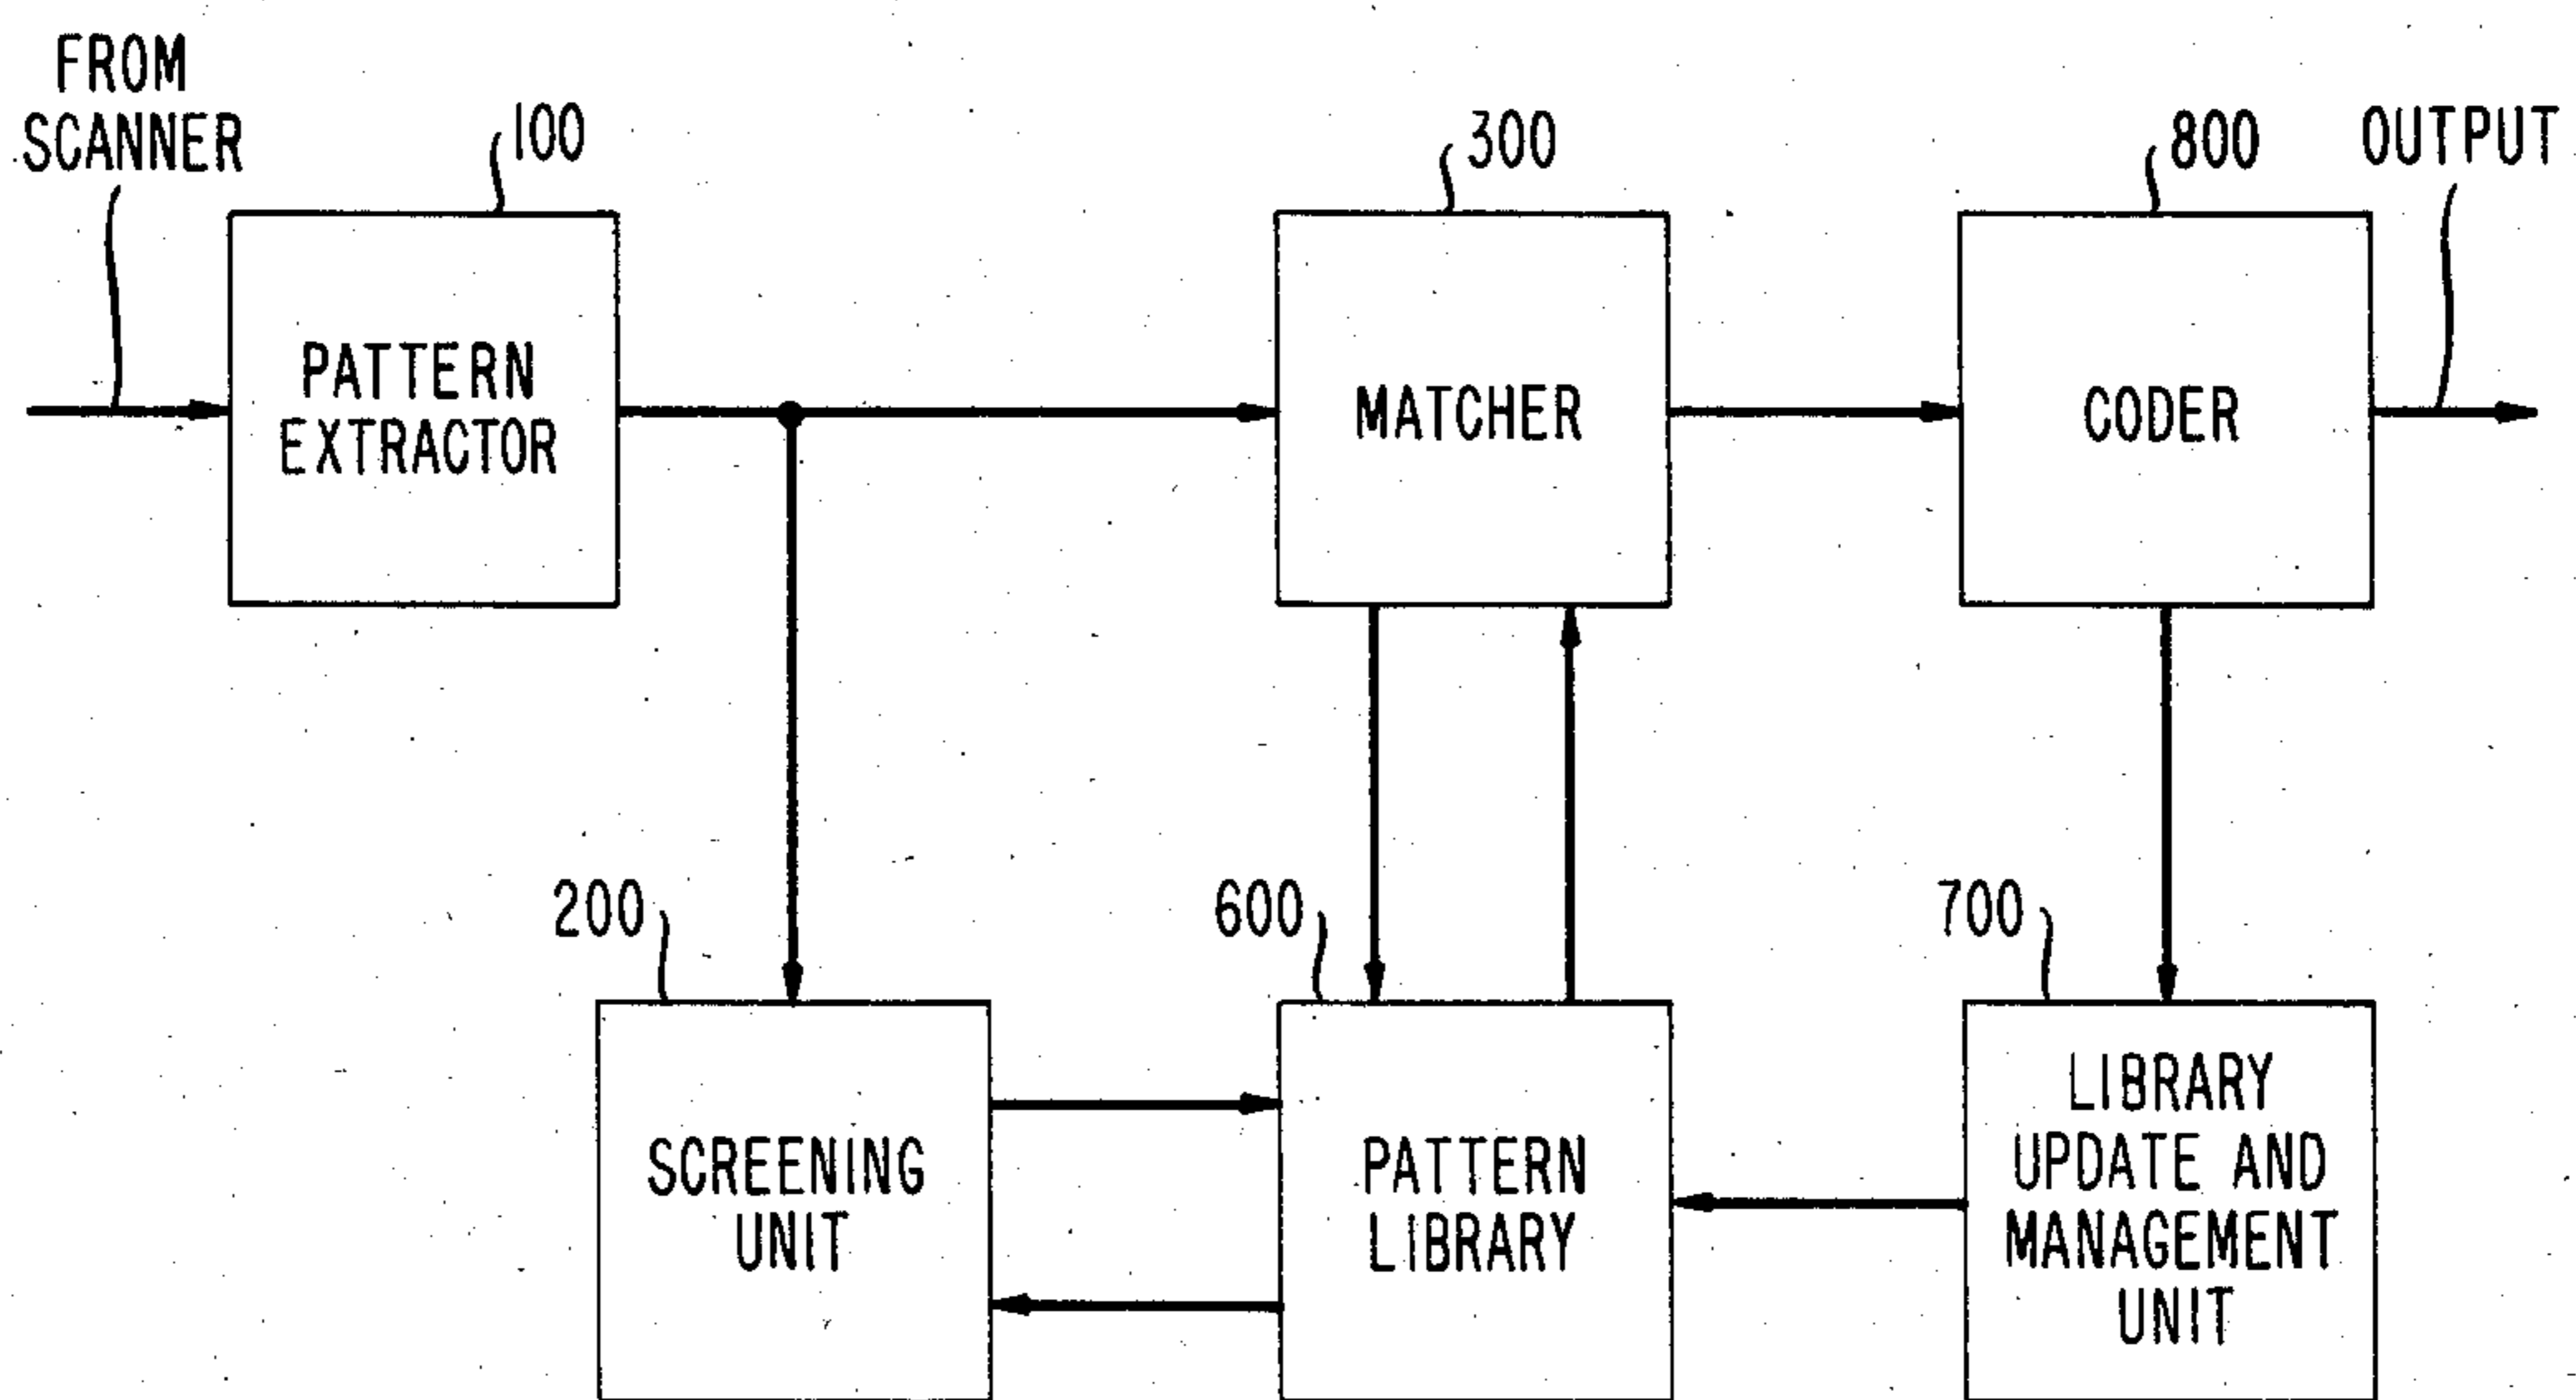 FROM
SCANNER
100
300
800
OUTPUT
PATTERN
EXTRACTOR
MATCHER
CODER
200
600
700
SCREENING
UNIT
PATTERN
LIBRARY
LIBRARY
UPDATE AND
MANAGEMENT
UNIT